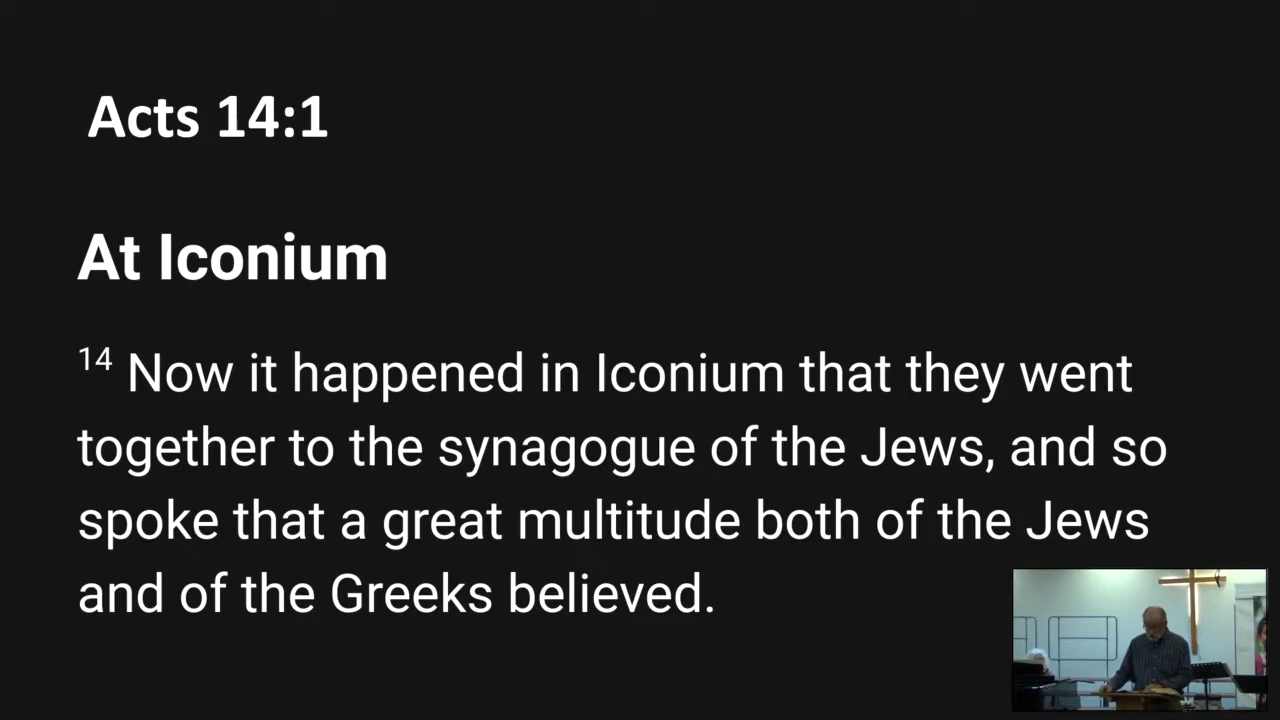 Acts 14:1
At Iconium
14 Now it happened in Iconium that they went
together to the synagogue of the Jews, and so
spoke that a great multitude both of the Jews
and of the Greeks believed.